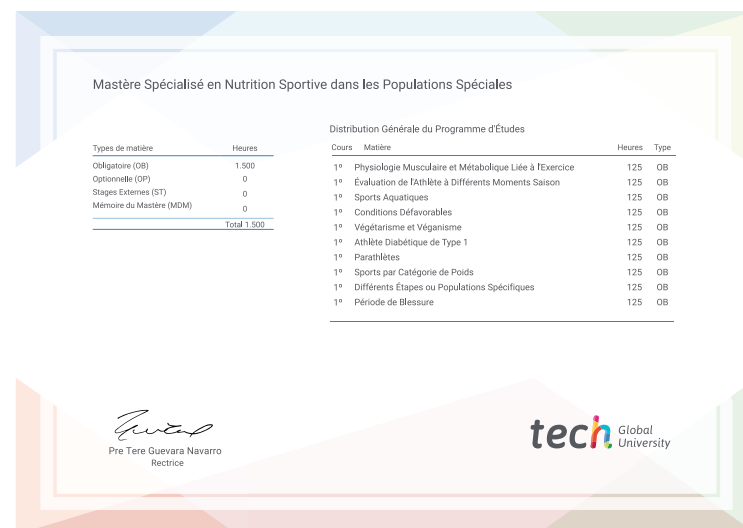 Mastère Spécialisé en Nutrition Sportive dans les Populations Spéciales
Types de matière Heures
Obligatoire (OB) 1.500
Optionnelle (OP) 0
Stages Externes (ST) 0
Mémoire du Mastère (MDM) 0
Total 1.500
Distribution Générale du Programme d'Études
Cours Matière Heures Type
1º Physiologie Musculaire et Métabolique Liée à l'Exercice 125 OB
1º Évaluation de l'Athlète à Différents Moments Saison 125 OB
1º Sports Aquatiques 125 OB
1º Conditions Défavorables 125 OB
1º Végétarisme et Véganisme 125 OB
1º Athlète Diabétique de Type 1 125 OB
1º Parathlètes 125 OB
1º Sports par Catégorie de Poids 125 OB
1º Différents Étapes ou Populations Spécifiques 125 OB
1º Période de Blessure 125 OB
Pre Tere Guevara Navarro
Rectrice
tech Global
University